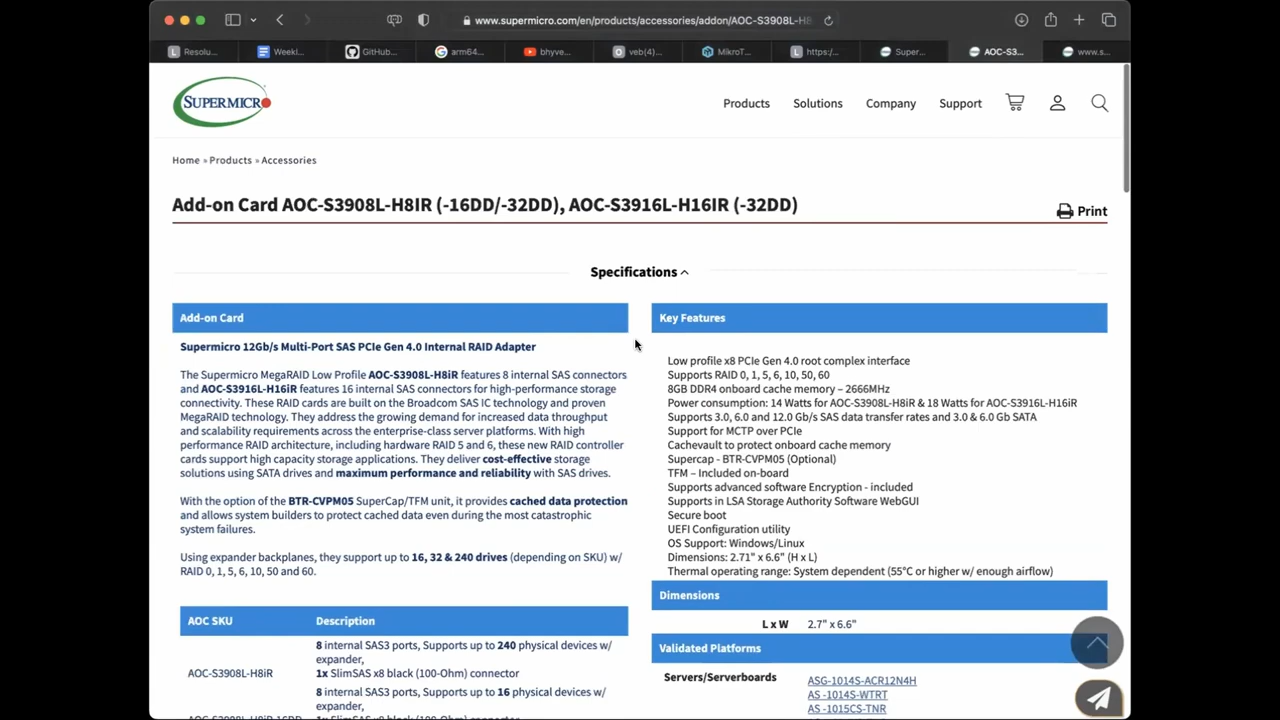 www.supermicro.com/en/products/accessories/addon/AOC-S3908L-H8
Resolu...
Weekl...
GitHub...
arm64...
bhyve...
veb(4)...
MikroT...
https:/...
Super...
AOC-S3...
www.s...
SUPERMICRO
Products
Solutions
Company
Support
Home » Products » Accessories
Add-on Card AOC-S3908L-H8IR (-16DD/-32DD), AOC-S3916L-H16IR (-32DD)
Print
Specifications
Add-on Card
Supermicro 12Gb/s Multi-Port SAS PCIe Gen 4.0 Internal RAID Adapter
The Supermicro MegaRAID Low Profile AOC-S3908L-H8iR features 8 internal SAS connectors
and AOC-S3916L-H16iR features 16 internal SAS connectors for high-performance storage
connectivity. These RAID cards are built on the Broadcom SAS IC technology and proven
MegaRAID technology. They address the growing demand for increased data throughput
and scalability requirements across the enterprise-class server platforms. With high
performance RAID architecture, including hardware RAID 5 and 6, these new RAID controller
cards support high capacity storage applications. They deliver cost-effective storage
solutions using SATA drives and maximum performance and reliability with SAS drives.
With the option of the BTR-CVPM05 SuperCap/TFM unit, it provides cached data protection
and allows system builders to protect cached data even during the most catastrophic
system failures.
Using expander backplanes, they support up to 16, 32 & 240 drives (depending on SKU) w/
RAID 0, 1, 5, 6, 10, 50 and 60.
AOC SKU
Description
8 internal SAS3 ports, Supports up to 240 physical devices w/
expander,
AOC-S3908L-H8iR
1x SlimSAS x8 black (100-Ohm) connector
8 internal SAS3 ports, Supports up to 16 physical devices w/
expander,
AOC-S3908L-H8iR-16DD
1x SlimSAS x8 black (100-Ohm) connector
Key Features
Low profile x8 PCIe Gen 4.0 root complex interface
Supports RAID 0, 1, 5, 6, 10, 50, 60
8GB DDR4 onboard cache memory – 2666MHz
Power consumption: 14 Watts for AOC-S3908L-H8iR & 18 Watts for AOC-S3916L-H16iR
Supports 3.0, 6.0 and 12.0 Gb/s SAS data transfer rates and 3.0 & 6.0 Gb SATA
Support for MCTP over PCIe
Cachevault to protect onboard cache memory
Supercap - BTR-CVPM05 (Optional)
TFM – Included on-board
Supports advanced software Encryption - included
Supports in LSA Storage Authority Software WebGUI
Secure boot
UEFI Configuration utility
OS Support: Windows/Linux
Dimensions: 2.71" x 6.6" (H x L)
Thermal operating range: System dependent (55°C or higher w/ enough airflow)
Dimensions
L x W
2.7" x 6.6"
Validated Platforms
Servers/Serverboards
ASG-1014S-ACR12N4H
AS -1014S-WTRT
AS -1015CS-TNR